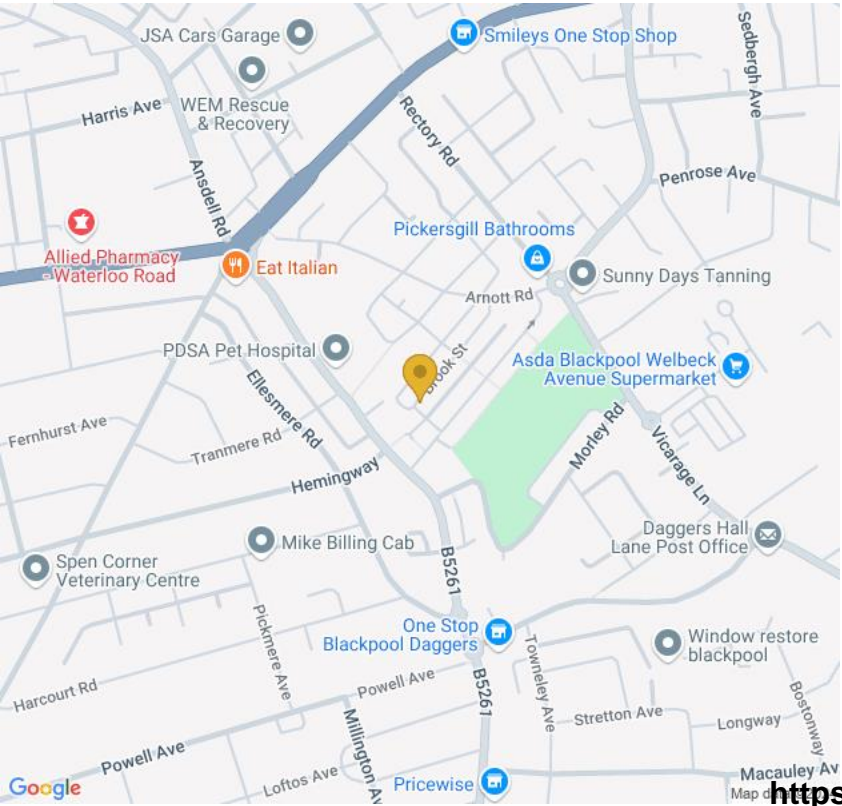 JSA Cars Garage
Smileys One Stop Shop
Sedbergh Ave
WEM Rescue
& Recovery
Harris Ave
Rectory Rd
Ansdell Rd
Penrose Ave
Allied Pharmacy
- Waterloo Road
Pickersgill Bathrooms
Eat Italian
Sunny Days Tanning
Arnott Rd
PDSA Pet Hospital
Brook St
Asda Blackpool Welbeck
Avenue Supermarket
Ellesmere Rd
Fernhurst Ave
Tranmere Rd
Morley Rd
Vicarage Ln
Hemingway
Daggers Hall
Lane Post Office
Mike Billing Cab
Spen Corner
Veterinary Centre
B5261
Pickmere Ave
One Stop
Blackpool Daggers
Towneley Ave
Window restore
blackpool
Harcourt Rd
Powell Ave
B5261
Stretton Ave
Bostonway
Longway
Millington Av
Powell Ave
Loftos Ave
Pricewise
Macauley Av
Google
Map
https